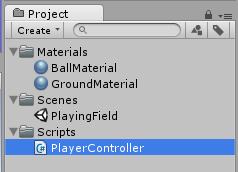 Project
Create
Materials
BallMaterial
GroundMaterial
Scenes
PlayingField
Scripts
C# PlayerController